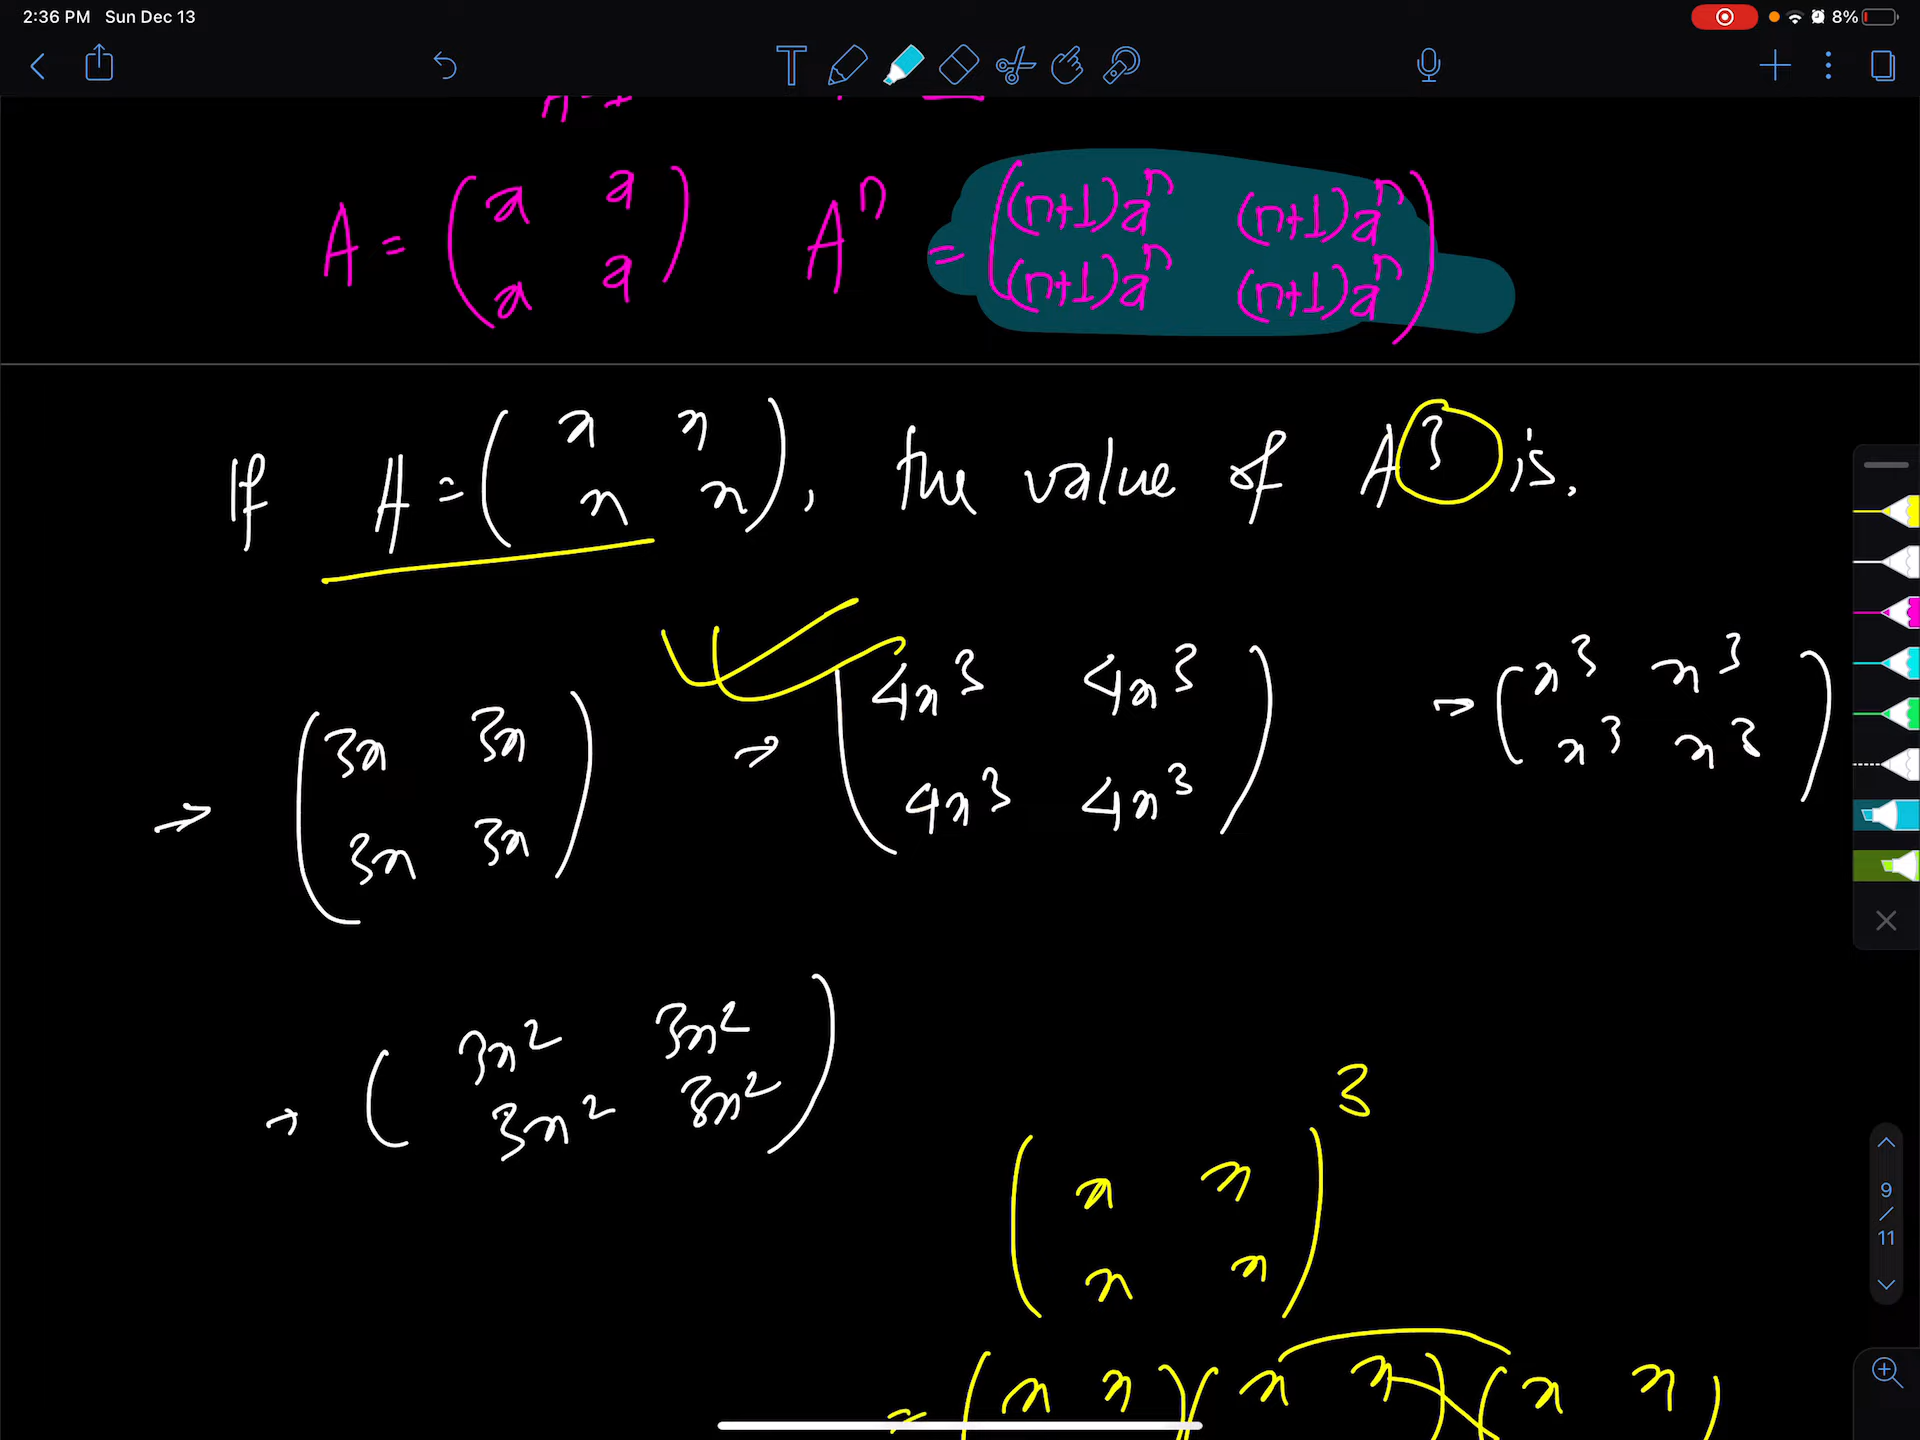 2:36 PM Sun Dec 13
8%
A = ( a a
a a ) A^n = ( (n+1)a^n (n+1)a^n
(n+1)a^n (n+1)a^n )
If A = ( x x
x x ), the value of A^3 is.
→ ( 3x 3x
3x 3x )
→ ( 4x^3 4x^3
4x^3 4x^3 )
→ ( x^3 x^3
x^3 x^3 )
→ ( 3x^2 3x^2
3x^2 3x^2 )
( x x
x x )^3
= ( x x )( x x )( x x )
9
/
11